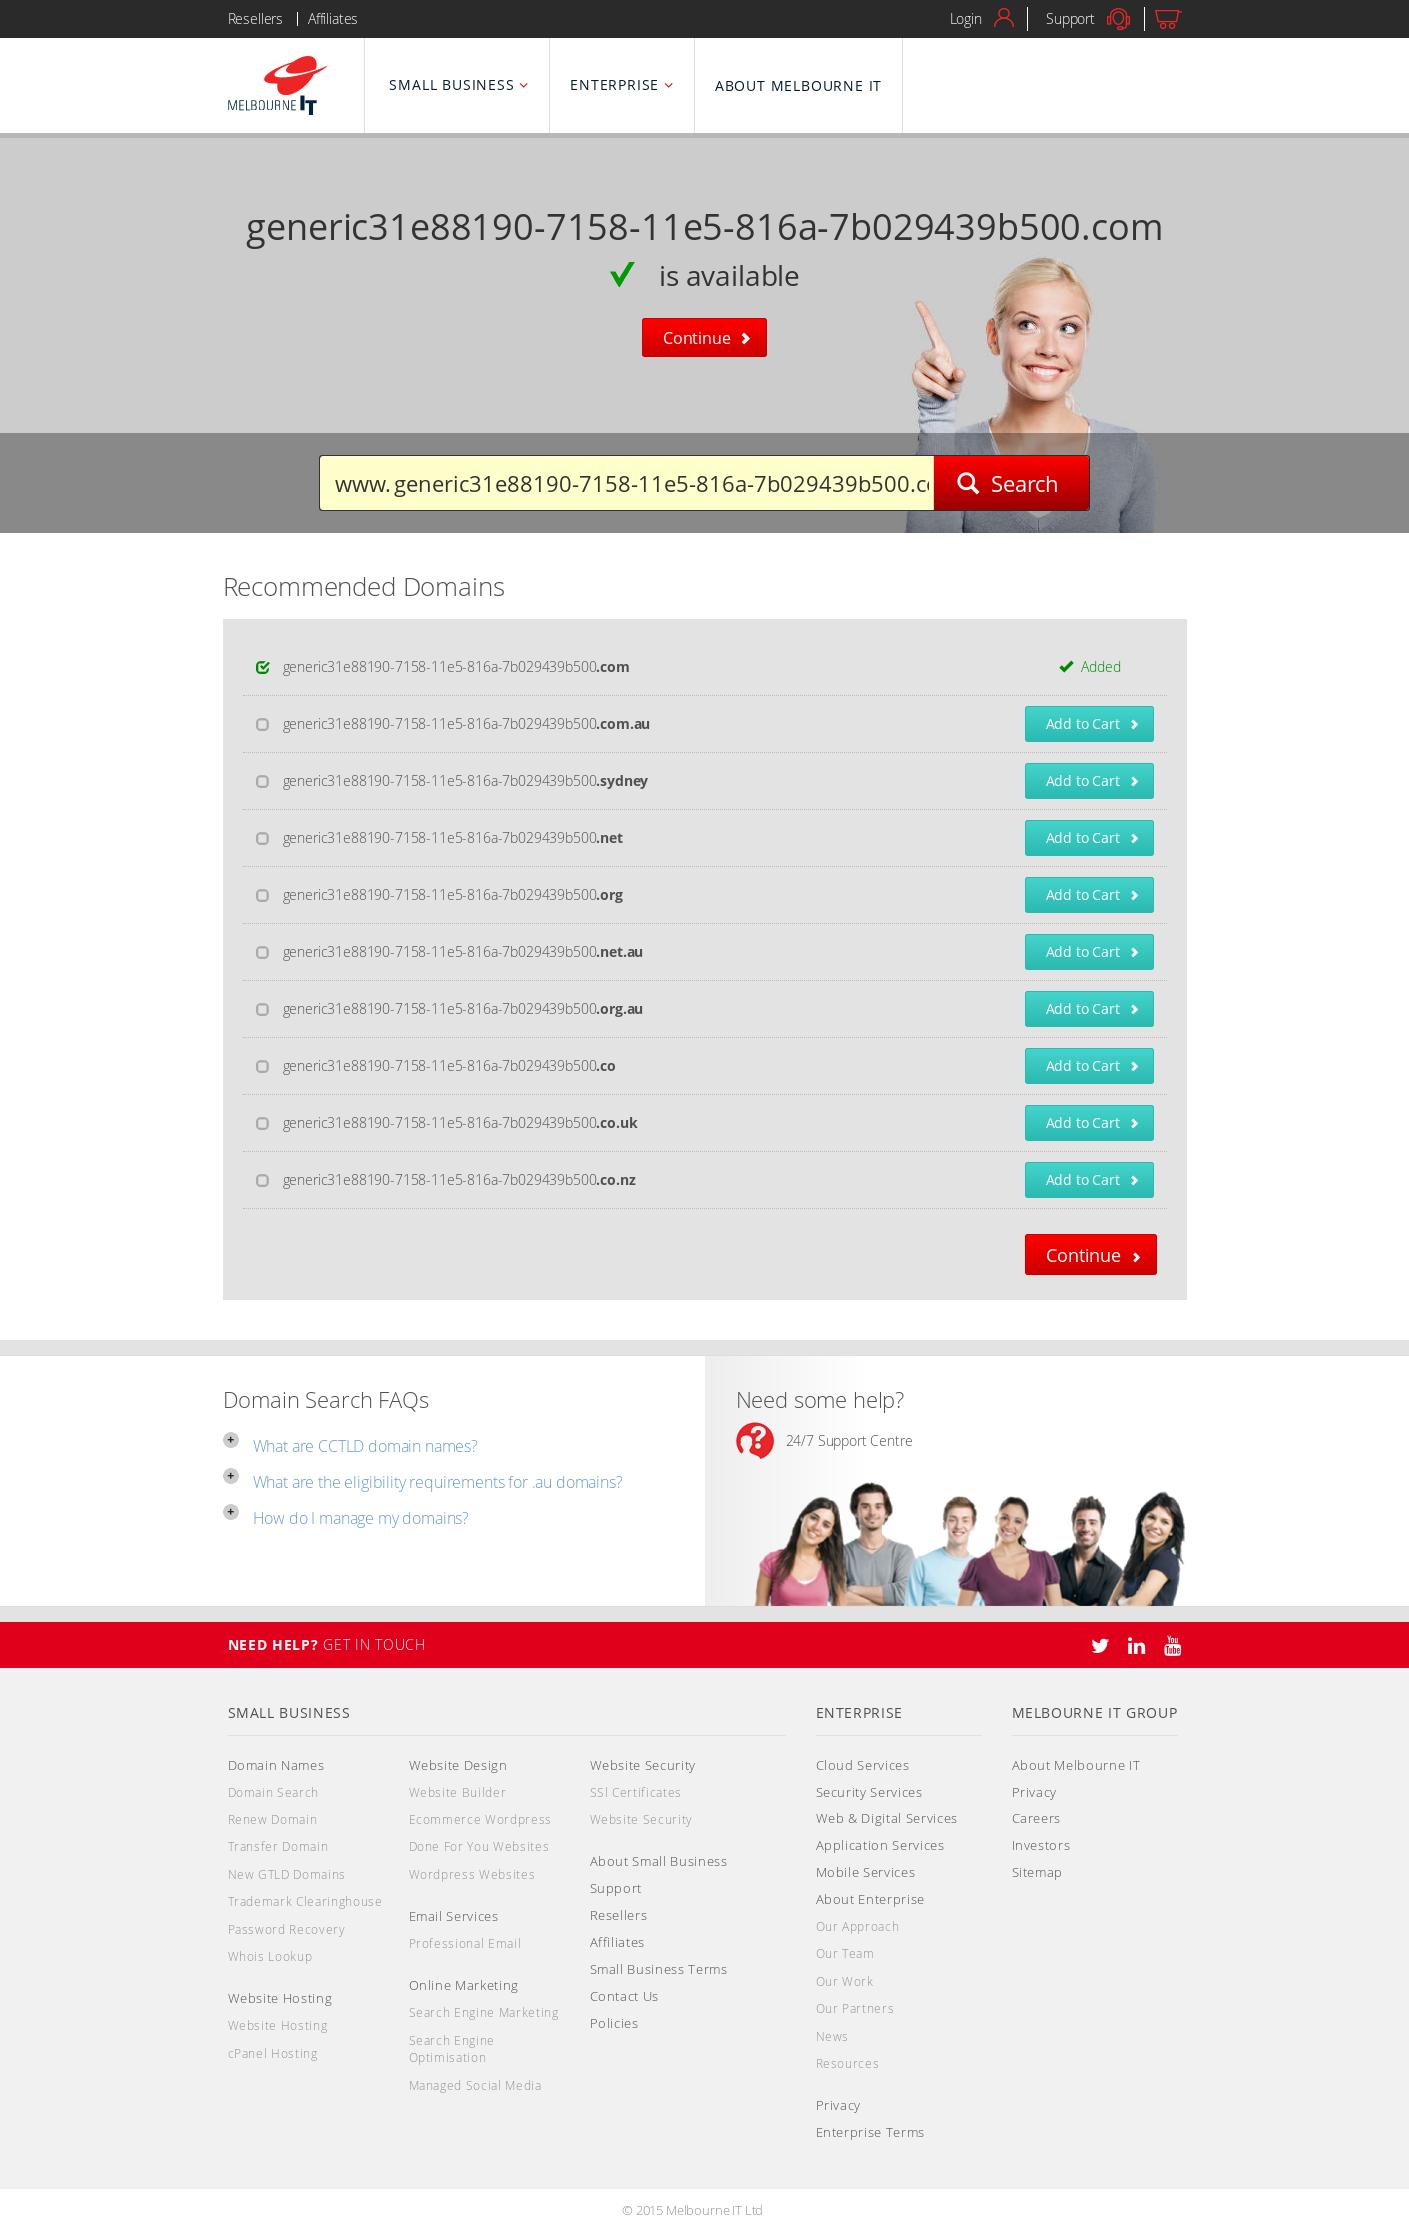 Resellers Affiliates Login Support
MELBOURNE IT SMALL BUSINESS ENTERPRISE ABOUT MELBOURNE IT
generic31e88190-7158-11e5-816a-7b029439b500.com
is available
Continue
www. generic31e88190-7158-11e5-816a-7b029439b500.co Search
Recommended Domains
generic31e88190-7158-11e5-816a-7b029439b500.com Added
generic31e88190-7158-11e5-816a-7b029439b500.com.au Add to Cart
generic31e88190-7158-11e5-816a-7b029439b500.sydney Add to Cart
generic31e88190-7158-11e5-816a-7b029439b500.net Add to Cart
generic31e88190-7158-11e5-816a-7b029439b500.org Add to Cart
generic31e88190-7158-11e5-816a-7b029439b500.net.au Add to Cart
generic31e88190-7158-11e5-816a-7b029439b500.org.au Add to Cart
generic31e88190-7158-11e5-816a-7b029439b500.co Add to Cart
generic31e88190-7158-11e5-816a-7b029439b500.co.uk Add to Cart
generic31e88190-7158-11e5-816a-7b029439b500.co.nz Add to Cart
Continue
Domain Search FAQs
What are CCTLD domain names?
What are the eligibility requirements for .au domains?
How do I manage my domains?
Need some help?
24/7 Support Centre
NEED HELP? GET IN TOUCH
You Tube
SMALL BUSINESS
Domain Names
Domain Search
Renew Domain
Transfer Domain
New GTLD Domains
Trademark Clearinghouse
Password Recovery
Whois Lookup
Website Hosting
Website Hosting
cPanel Hosting
Website Design
Website Builder
Ecommerce Wordpress
Done For You Websites
Wordpress Websites
Email Services
Professional Email
Online Marketing
Search Engine Marketing
Search Engine
Optimisation
Managed Social Media
Website Security
SSl Certificates
Website Security
About Small Business
Support
Resellers
Affiliates
Small Business Terms
Contact Us
Policies
ENTERPRISE
Cloud Services
Security Services
Web & Digital Services
Application Services
Mobile Services
About Enterprise
Our Approach
Our Team
Our Work
Our Partners
News
Resources
Privacy
Enterprise Terms
MELBOURNE IT GROUP
About Melbourne IT
Privacy
Careers
Investors
Sitemap
© 2015 Melbourne IT Ltd